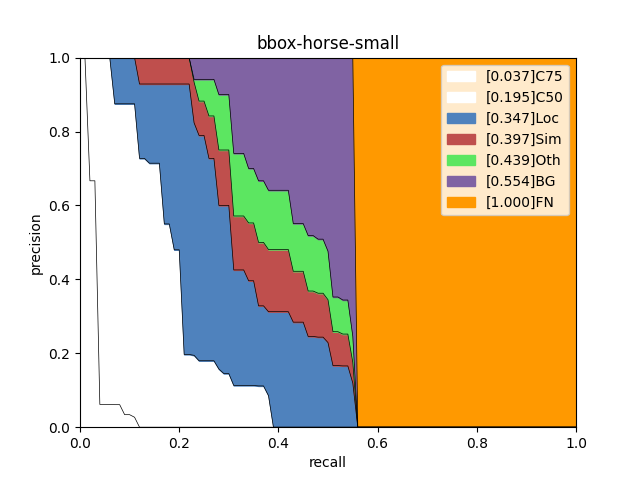 bbox-horse-small
1.0
0.8
0.6
0.4
0.2
0.0
precision
[0.037]C75
[0.195]C50
[0.347]Loc
[0.397]Sim
[0.439]Oth
[0.554]BG
[1.000]FN
0.0 0.2 0.4 0.6 0.8 1.0
recall